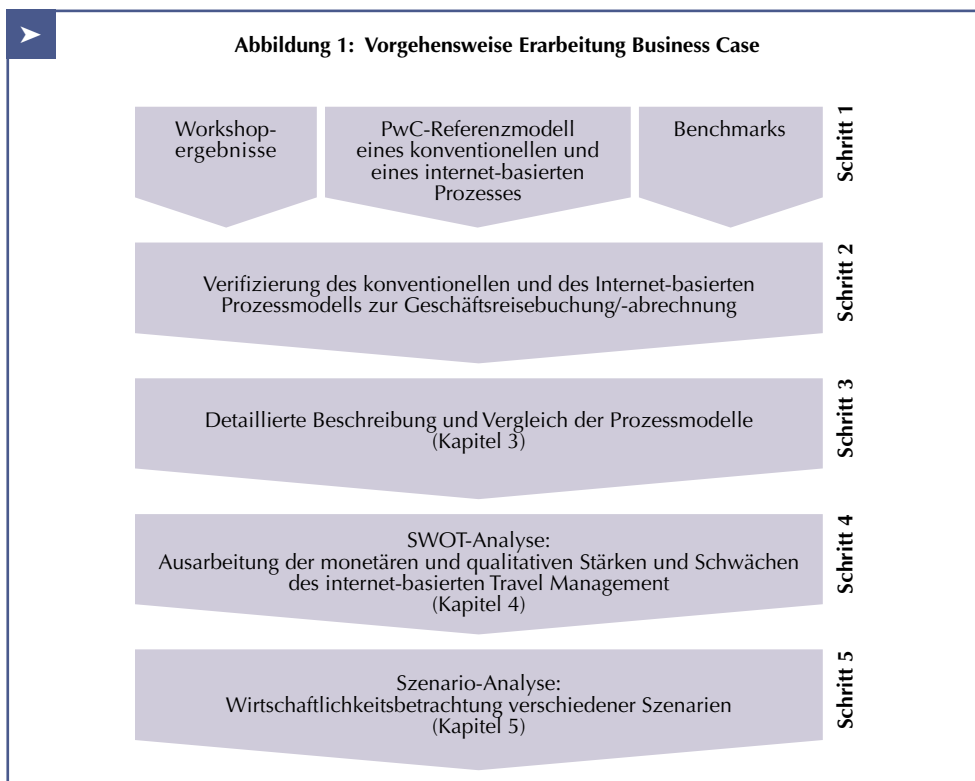 Abbildung 1: Vorgehensweise Erarbeitung Business Case
Workshop-
ergebnisse
PwC-Referenzmodell
eines konventionellen und
eines internet-basierten
Prozesses
Benchmarks
Schritt 1
Verifizierung des konventionellen und des Internet-basierten
Prozessmodells zur Geschäftsreisebuchung/-abrechnung
Schritt 2
Detaillierte Beschreibung und Vergleich der Prozessmodelle
(Kapitel 3)
Schritt 3
SWOT-Analyse:
Ausarbeitung der monetären und qualitativen Stärken und Schwächen
des internet-basierten Travel Management
(Kapitel 4)
Schritt 4
Szenario-Analyse:
Wirtschaftlichkeitsbetrachtung verschiedener Szenarien
(Kapitel 5)
Schritt 5